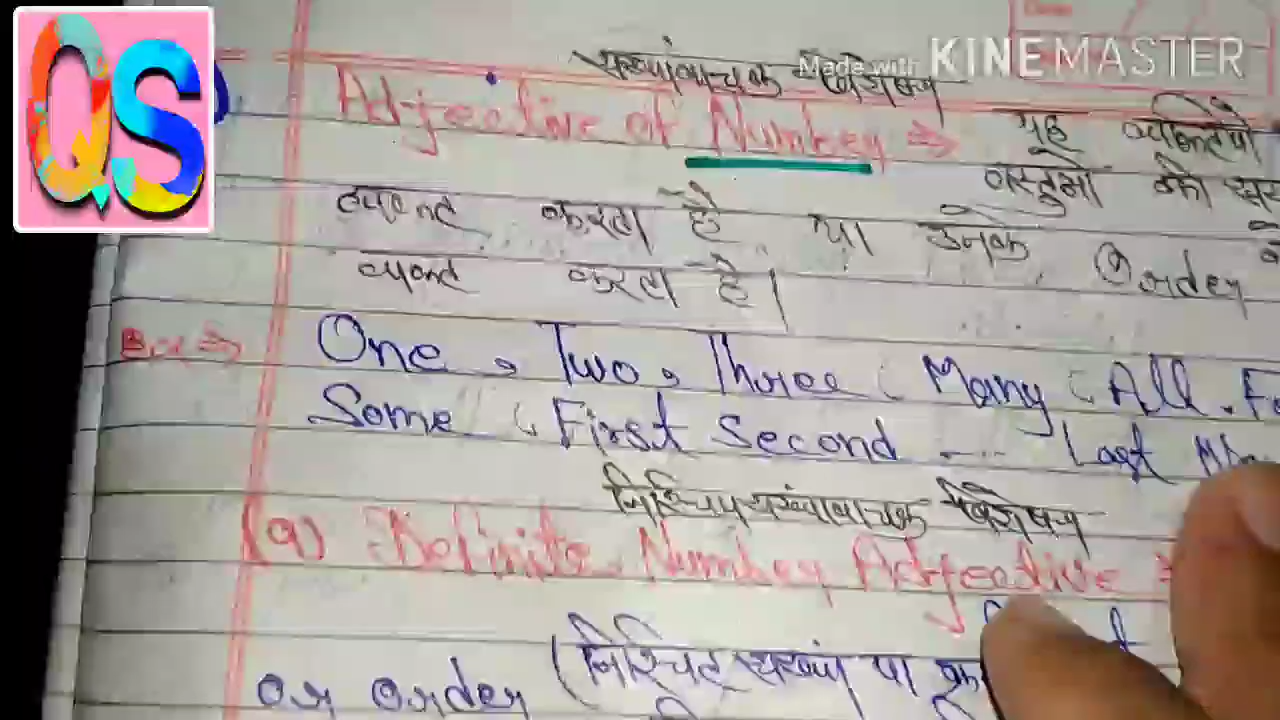 QS
Made with KINEMASTER
संख्यावाचक विशेषण
Adjective of Number ⇒ यह व्यक्तियों
वस्तुओं की
व्यक्त करता है या उनके Order
व्यक्त करता है।
Ex ⇒ One, Two, Three, Many, All,
Some, First Second ---- Last
निश्चिय संख्यावाचक विशेषण
(a) Definite Number Adjective
or order (निश्चित संख्या या